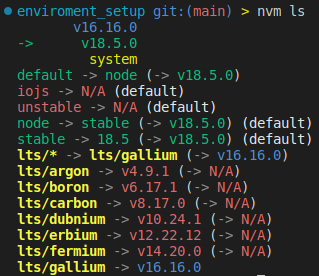 enviroment_setup git:(main) > nvm ls
v16.16.0
-> v18.5.0
system
default -> node (-> v18.5.0)
iojs -> N/A (default)
unstable -> N/A (default)
node -> stable (-> v18.5.0) (default)
stable -> 18.5 (-> v18.5.0) (default)
lts/* -> lts/gallium (-> v16.16.0)
lts/argon -> v4.9.1 (-> N/A)
lts/boron -> v6.17.1 (-> N/A)
lts/carbon -> v8.17.0 (-> N/A)
lts/dubnium -> v10.24.1 (-> N/A)
lts/erbium -> v12.22.12 (-> N/A)
lts/fermium -> v14.20.0 (-> N/A)
lts/gallium -> v16.16.0